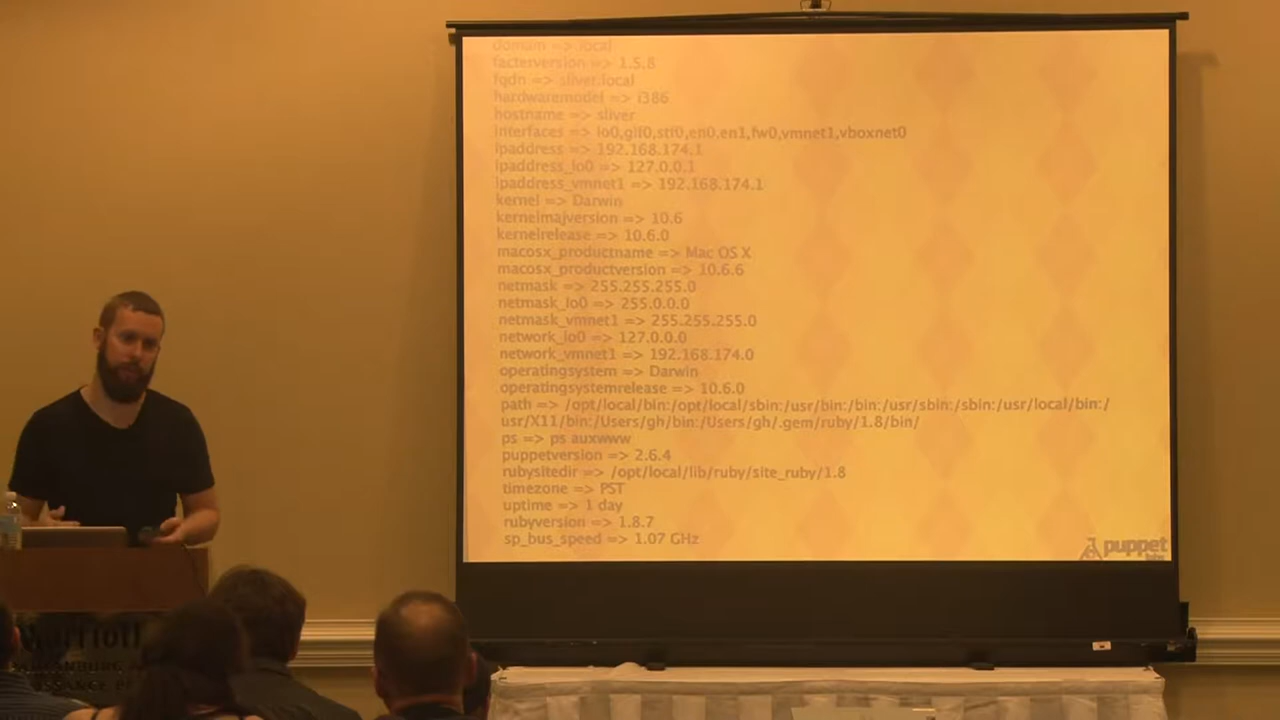 domain => local
facterversion => 1.5.8
fqdn => sliver.local
hardwaremodel => i386
hostname => sliver
interfaces => lo0,gif0,stf0,en0,en1,fw0,vmnet1,vboxnet0
ipaddress => 192.168.174.1
ipaddress_lo0 => 127.0.0.1
ipaddress_vmnet1 => 192.168.174.1
kernel => Darwin
kernelmajversion => 10.6
kernelrelease => 10.6.0
macosx_productname => Mac OS X
macosx_productversion => 10.6.6
netmask => 255.255.255.0
netmask_lo0 => 255.0.0.0
netmask_vmnet1 => 255.255.255.0
network_lo0 => 127.0.0.0
network_vmnet1 => 192.168.174.0
operatingsystem => Darwin
operatingsystemrelease => 10.6.0
path => /opt/local/bin:/opt/local/sbin:/usr/bin:/bin:/usr/sbin:/sbin:/usr/local/bin:/
usr/X11/bin:/Users/gh/bin:/Users/gh/.gem/ruby/1.8/bin/
ps => ps auxwww
puppetversion => 2.6.4
rubysitedir => /opt/local/lib/ruby/site_ruby/1.8
timezone => PST
uptime => 1 day
rubyversion => 1.8.7
sp_bus_speed => 1.07 GHz
puppet
labs
Marriott